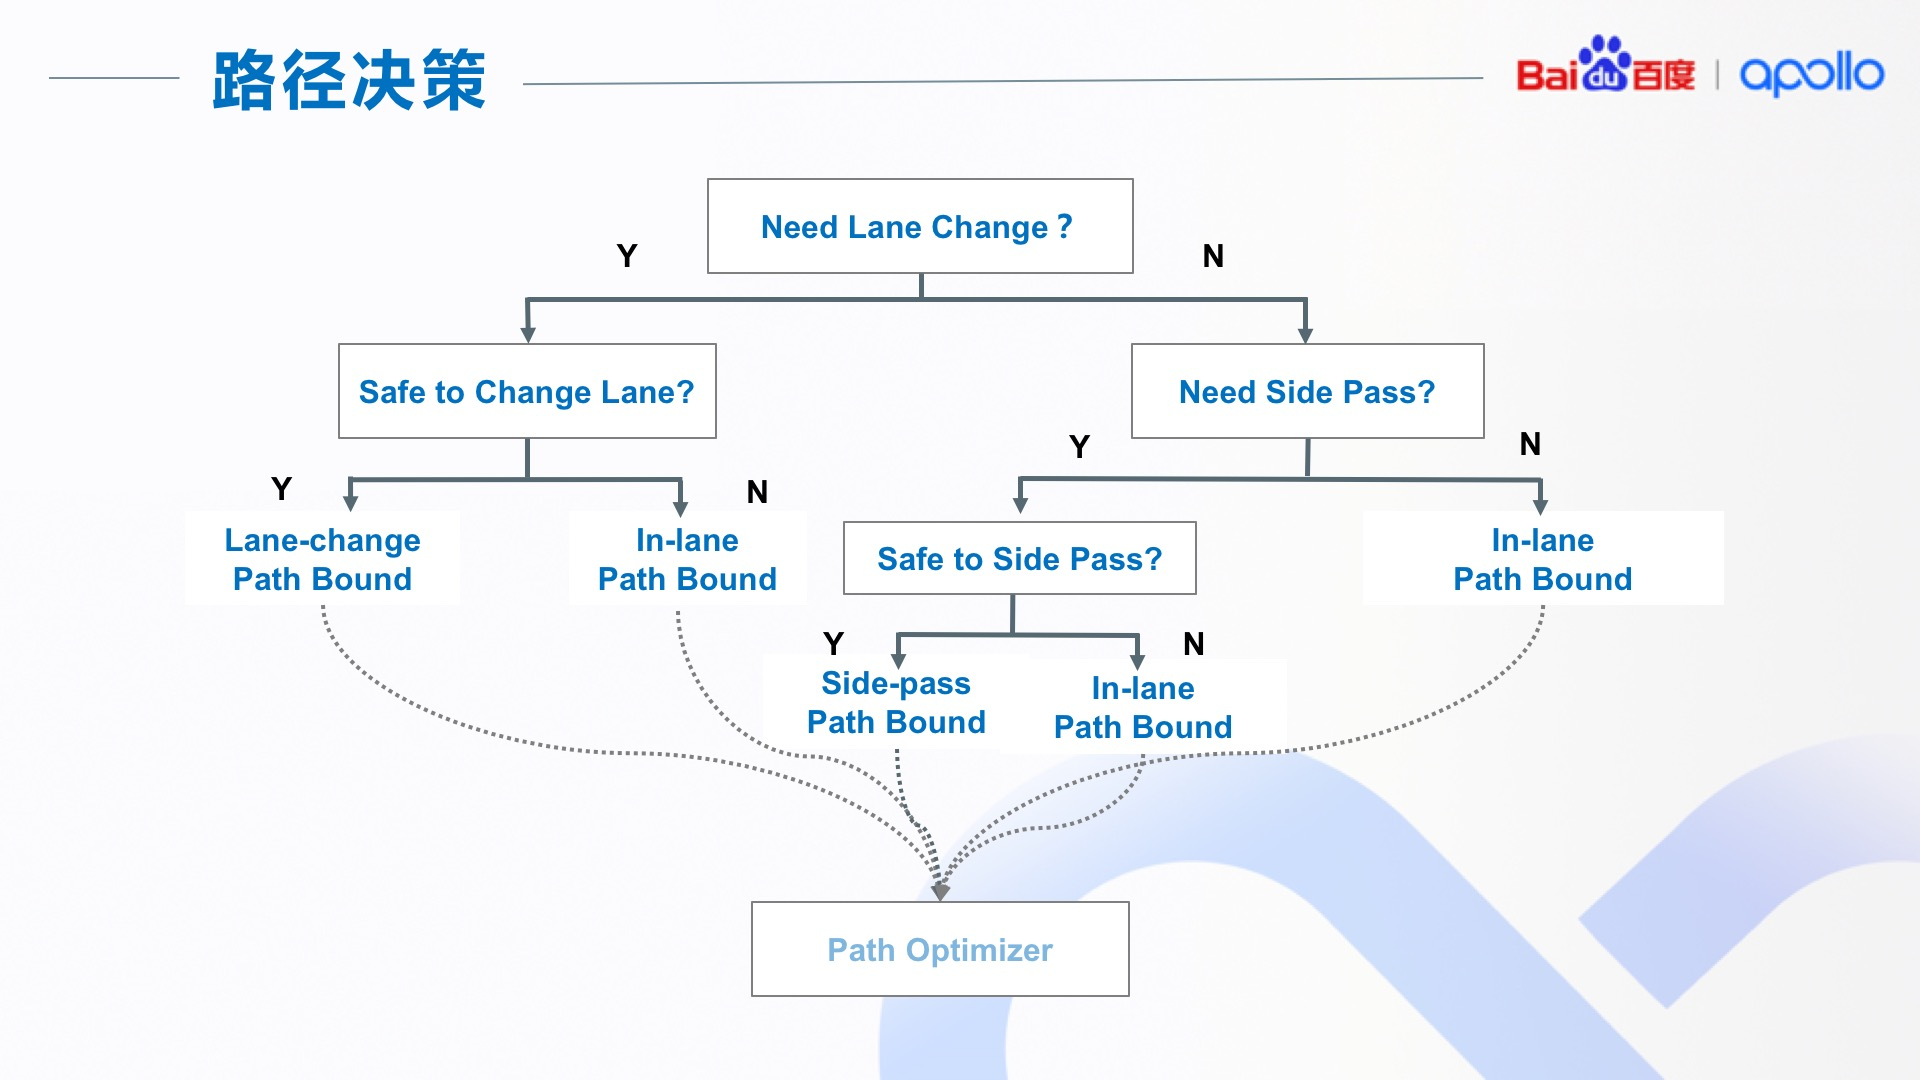 路径决策
Bai du 百度 | apollo
Need Lane Change？
Y
N
Safe to Change Lane?
Need Side Pass?
Y
N
Y
N
Lane-change
Path Bound
In-lane
Path Bound
Safe to Side Pass?
In-lane
Path Bound
Y
N
Side-pass
Path Bound
In-lane
Path Bound
Path Optimizer